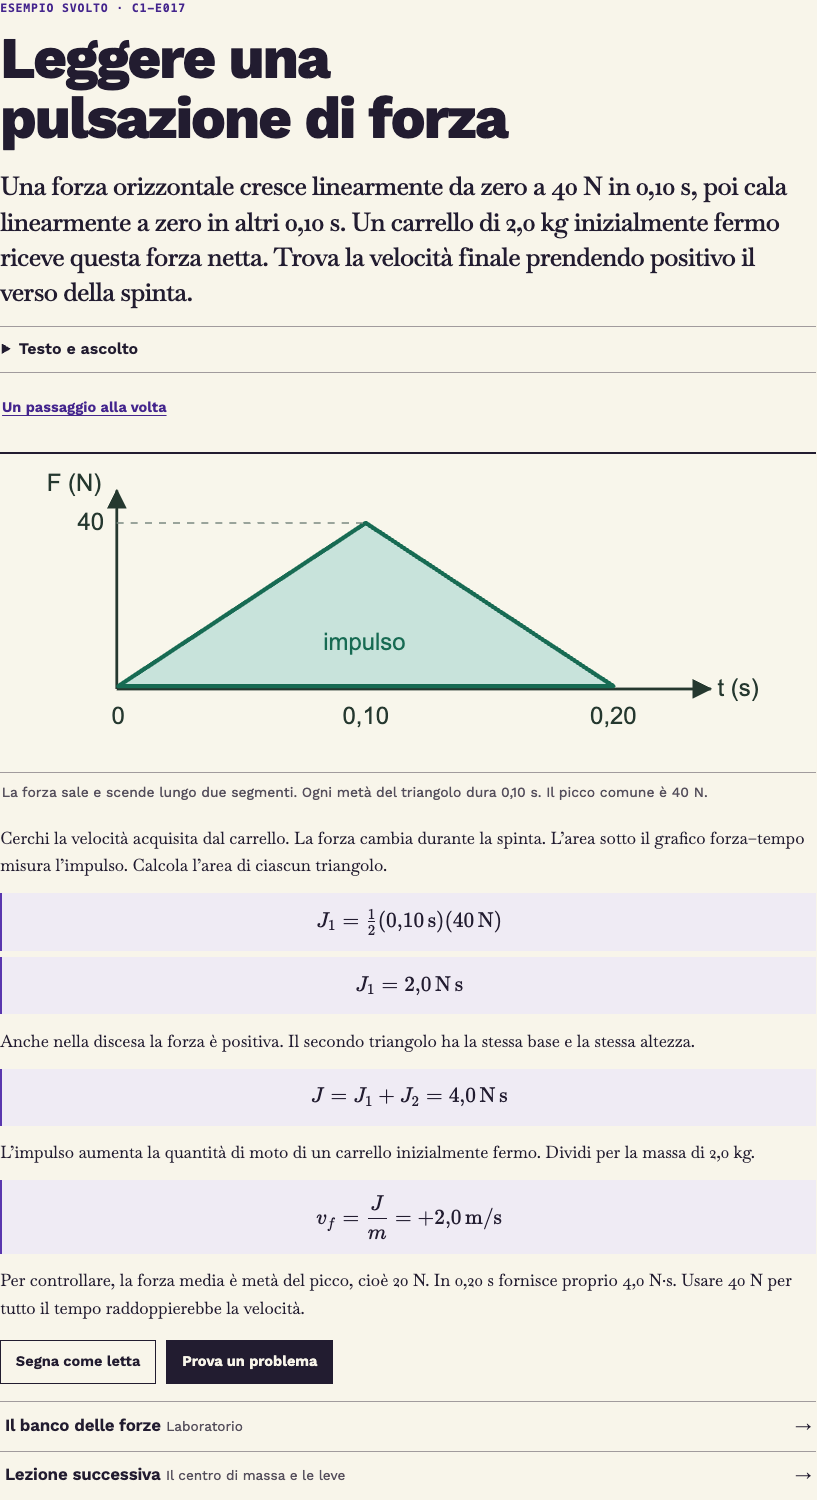 ESEMPIO SVOLTO · C1–E017
Leggere una
pulsazione di forza
Una forza orizzontale cresce linearmente da zero a 40 N in 0,10 s, poi cala
linearmente a zero in altri 0,10 s. Un carrello di 2,0 kg inizialmente fermo
riceve questa forza netta. Trova la velocità finale prendendo positivo il
verso della spinta.
▶ Testo e ascolto
Un passaggio alla volta
F (N)
40
impulso
t (s)
0 0,10 0,20
La forza sale e scende lungo due segmenti. Ogni metà del triangolo dura 0,10 s. Il picco comune è 40 N.
Cerchi la velocità acquisita dal carrello. La forza cambia durante la spinta. L’area sotto il grafico forza–tempo
misura l’impulso. Calcola l’area di ciascun triangolo.
J₁ = ½(0,10 s)(40 N)
J₁ = 2,0 N s
Anche nella discesa la forza è positiva. Il secondo triangolo ha la stessa base e la stessa altezza.
J = J₁ + J₂ = 4,0 N s
L’impulso aumenta la quantità di moto di un carrello inizialmente fermo. Dividi per la massa di 2,0 kg.
v_f = J/m = +2,0 m/s
Per controllare, la forza media è metà del picco, cioè 20 N. In 0,20 s fornisce proprio 4,0 N·s. Usare 40 N per
tutto il tempo raddoppierebbe la velocità.
Segna come letta Prova un problema
Il banco delle forze Laboratorio →
Lezione successiva Il centro di massa e le leve →